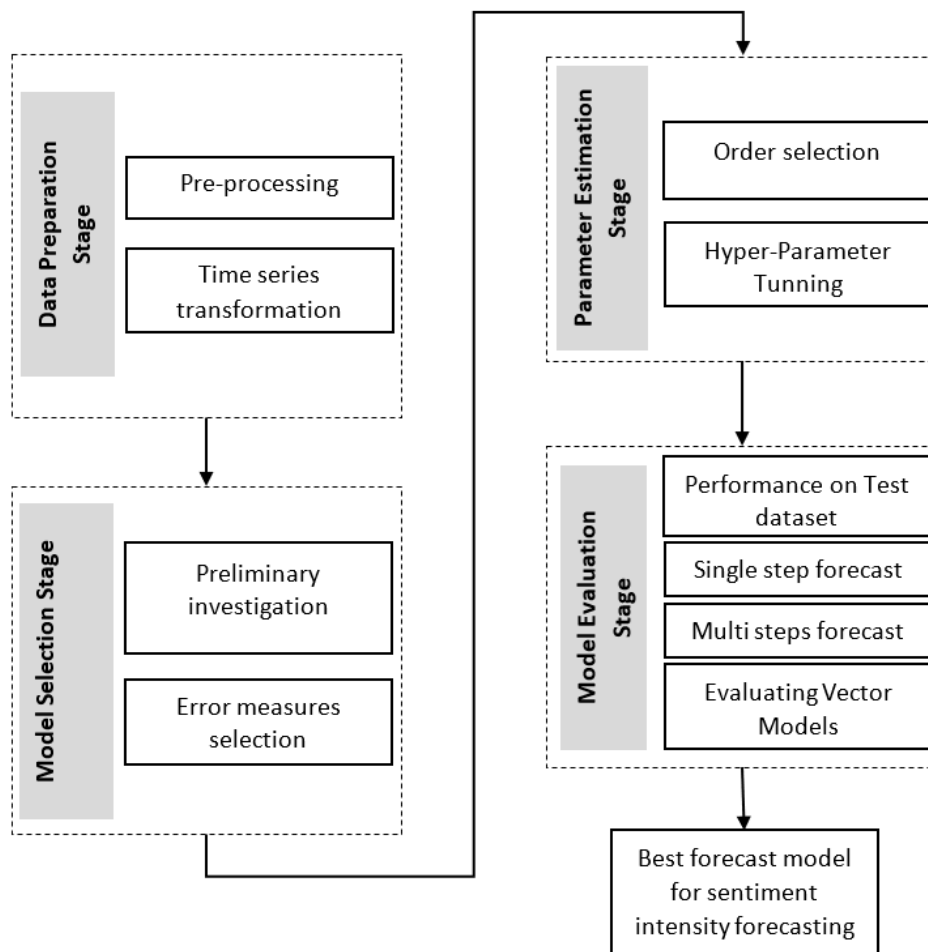 Data Preparation
Stage
Pre-processing
Time series
transformation
Model Selection Stage
Preliminary
investigation
Error measures
selection
Parameter Estimation
Stage
Order selection
Hyper-Parameter
Tunning
Model Evaluation
Stage
Performance on Test
dataset
Single step forecast
Multi steps forecast
Evaluating Vector
Models
Best forecast model
for sentiment
intensity forecasting